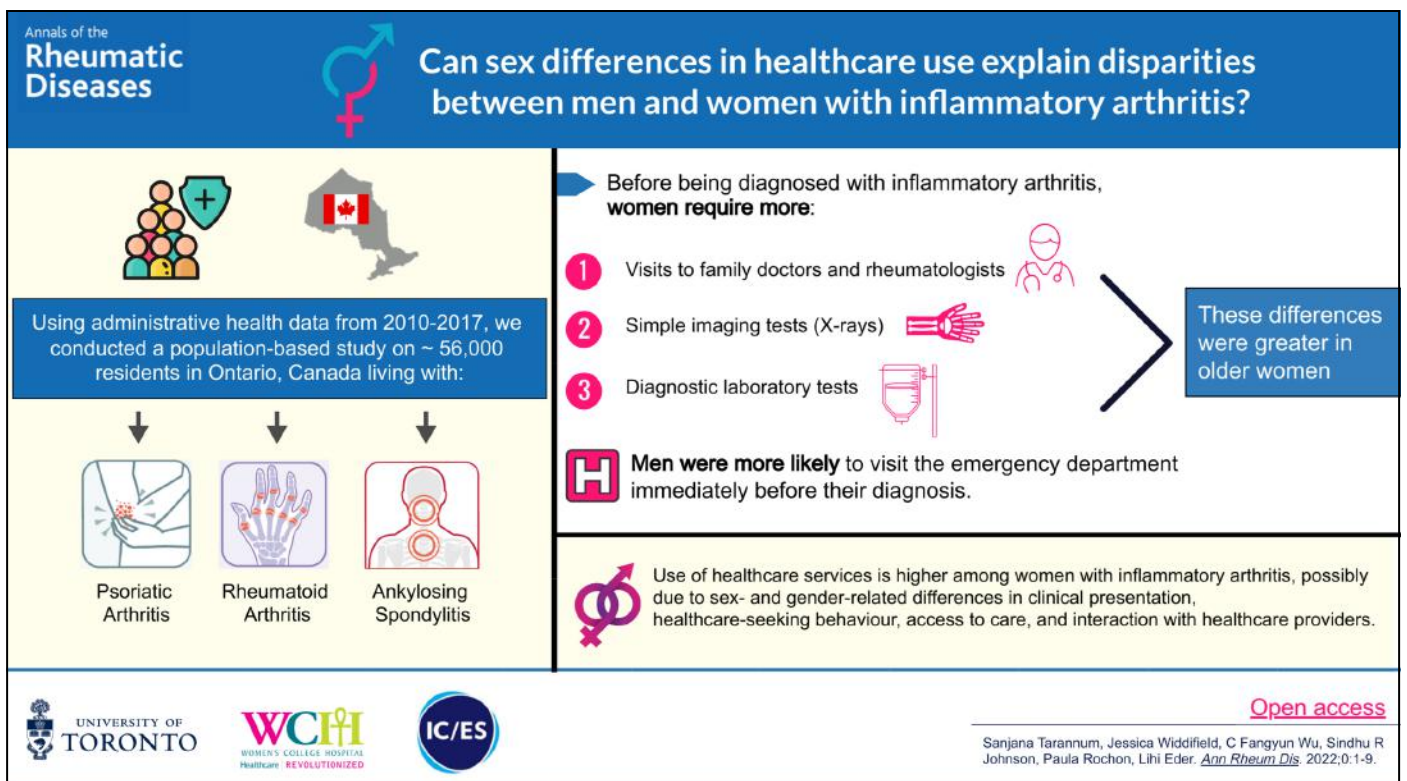 Annals of the
Rheumatic
Diseases
Can sex differences in healthcare use explain disparities
between men and women with inflammatory arthritis?
Using administrative health data from 2010-2017, we
conducted a population-based study on ~ 56,000
residents in Ontario, Canada living with:
Psoriatic
Arthritis
Rheumatoid
Arthritis
Ankylosing
Spondylitis
Before being diagnosed with inflammatory arthritis,
women require more:
1 Visits to family doctors and rheumatologists
2 Simple imaging tests (X-rays)
3 Diagnostic laboratory tests
These differences
were greater in
older women
H Men were more likely to visit the emergency department
immediately before their diagnosis.
Use of healthcare services is higher among women with inflammatory arthritis, possibly
due to sex- and gender-related differences in clinical presentation,
healthcare-seeking behaviour, access to care, and interaction with healthcare providers.
UNIVERSITY OF
TORONTO
WCH
WOMEN'S COLLEGE HOSPITAL
Healthcare | REVOLUTIONIZED
IC/ES
Open access
Sanjana Tarannum, Jessica Widdifield, C Fangyun Wu, Sindhu R
Johnson, Paula Rochon, Lihi Eder. Ann Rheum Dis. 2022;0:1-9.